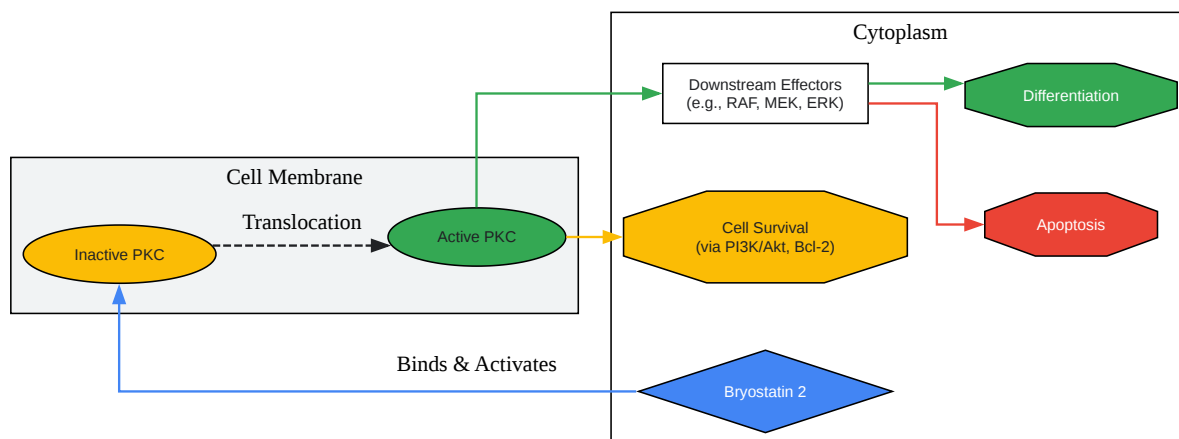 Cytoplasm
Downstream Effectors
(e.g., RAF, MEK, ERK)
Differentiation
Cell Membrane
Translocation
Inactive PKC
Active PKC
Cell Survival
(via PI3K/Akt, Bcl-2)
Apoptosis
Binds & Activates
Bryostatin 2